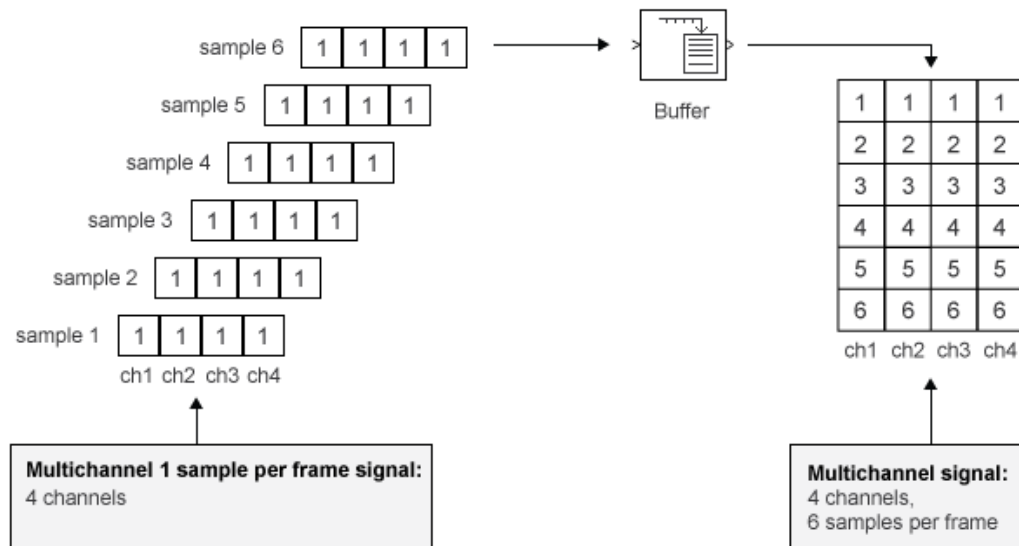 sample 6 1 1 1 1
sample 5 1 1 1 1
sample 4 1 1 1 1
sample 3 1 1 1 1
sample 2 1 1 1 1
sample 1 1 1 1 1
ch1 ch2 ch3 ch4
Multichannel 1 sample per frame signal:
4 channels
Buffer
1 1 1 1
2 2 2 2
3 3 3 3
4 4 4 4
5 5 5 5
6 6 6 6
ch1 ch2 ch3 ch4
Multichannel signal:
4 channels,
6 samples per frame